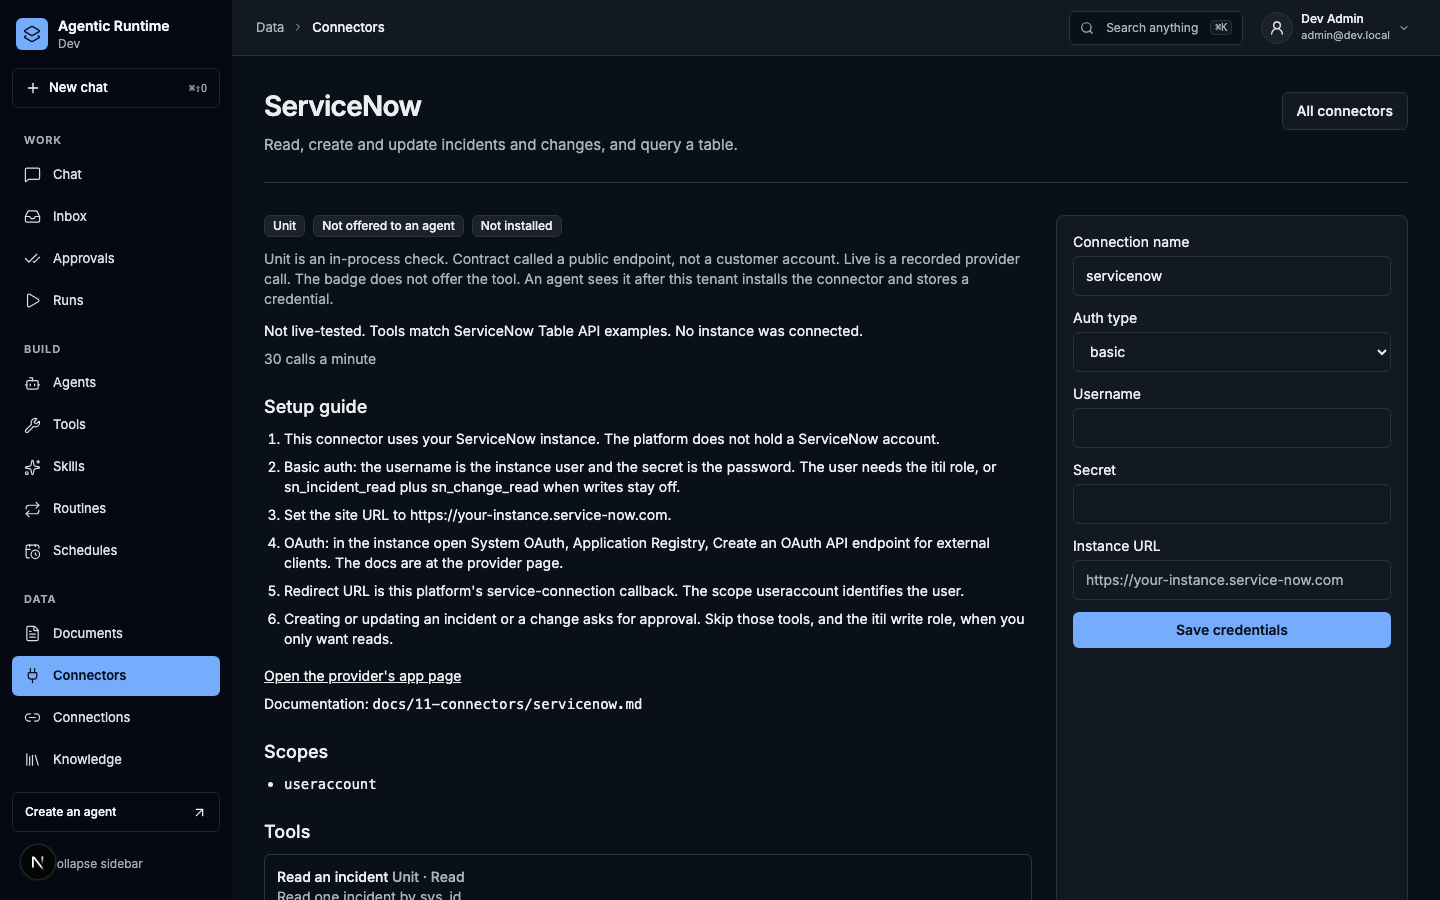 Agentic Runtime
Dev
New chat
⌘⇧O
WORK
Chat
Inbox
Approvals
Runs
BUILD
Agents
Tools
Skills
Routines
Schedules
DATA
Documents
Connectors
Connections
Knowledge
Create an agent
N
ollapse sidebar
Data
Connectors
Search anything
⌘K
Dev Admin
admin@dev.local
ServiceNow
All connectors
Read, create and update incidents and changes, and query a table.
Unit
Not offered to an agent
Not installed
Unit is an in-process check. Contract called a public endpoint, not a customer account. Live is a recorded provider
call. The badge does not offer the tool. An agent sees it after this tenant installs the connector and stores a
credential.
Not live-tested. Tools match ServiceNow Table API examples. No instance was connected.
30 calls a minute
Setup guide
1. This connector uses your ServiceNow instance. The platform does not hold a ServiceNow account.
2. Basic auth: the username is the instance user and the secret is the password. The user needs the itil role, or
sn_incident_read plus sn_change_read when writes stay off.
3. Set the site URL to https://your-instance.service-now.com.
4. OAuth: in the instance open System OAuth, Application Registry, Create an OAuth API endpoint for external
clients. The docs are at the provider page.
5. Redirect URL is this platform's service-connection callback. The scope useraccount identifies the user.
6. Creating or updating an incident or a change asks for approval. Skip those tools, and the itil write role, when you
only want reads.
Open the provider's app page
Documentation: docs/11-connectors/servicenow.md
Scopes
useraccount
Tools
Read an incident Unit · Read
Read one incident by sys_id
Connection name
servicenow
Auth type
basic
Username
Secret
Instance URL
https://your-instance.service-now.com
Save credentials